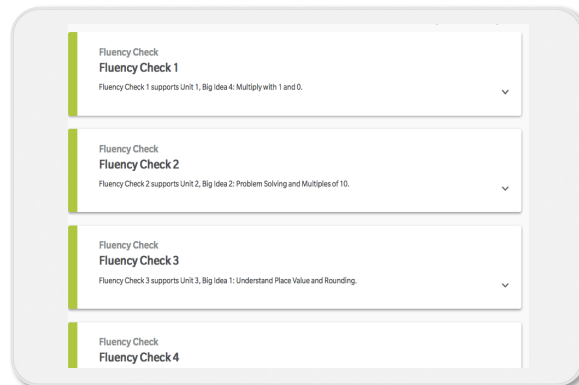 Fluency Check
Fluency Check 1
Fluency Check 1 supports Unit 1, Big Idea 4: Multiply with 1 and 0.
Fluency Check
Fluency Check 2
Fluency Check 2 supports Unit 2, Big Idea 2: Problem Solving and Multiples of 10.
Fluency Check
Fluency Check 3
Fluency Check 3 supports Unit 3, Big Idea 1: Understand Place Value and Rounding.
Fluency Check
Fluency Check 4